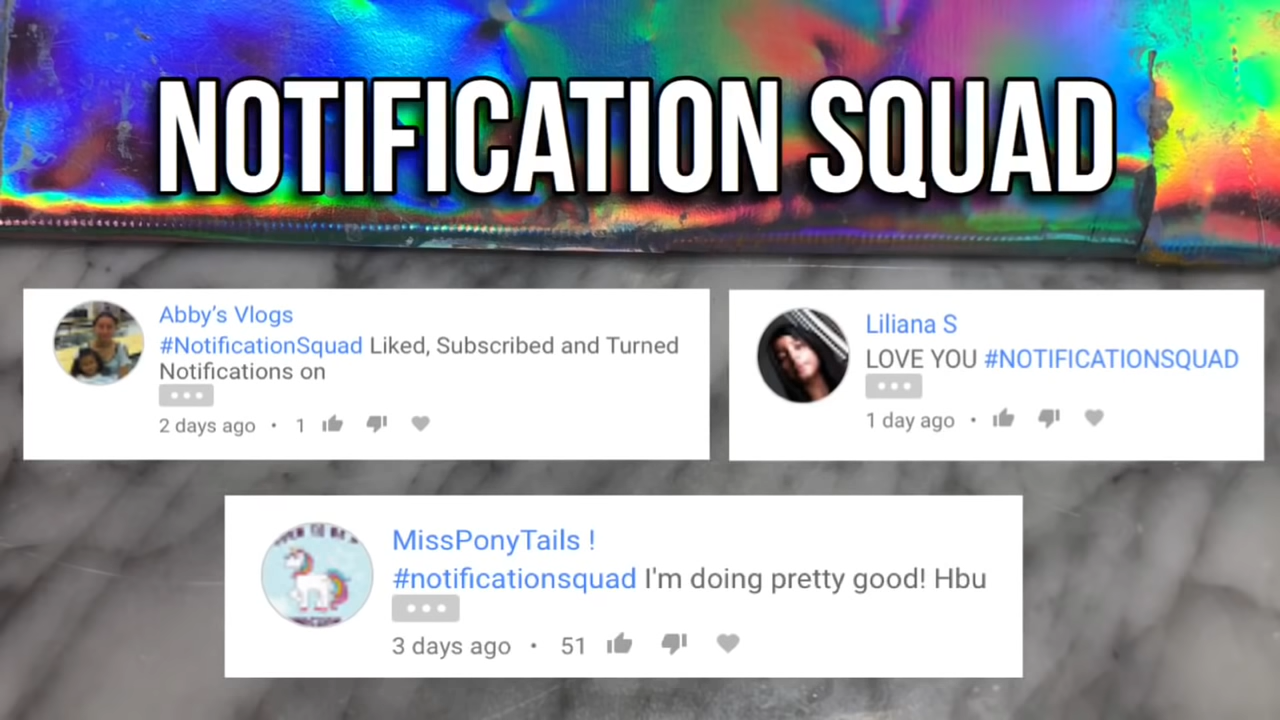 NOTIFICATION SQUAD
Abby's Vlogs
#NotificationSquad Liked, Subscribed and Turned
Notifications on
2 days ago • 1
Liliana S
LOVE YOU #NOTIFICATIONSQUAD
1 day ago •
MissPonyTails !
#notificationsquad I'm doing pretty good! Hbu
3 days ago • 51